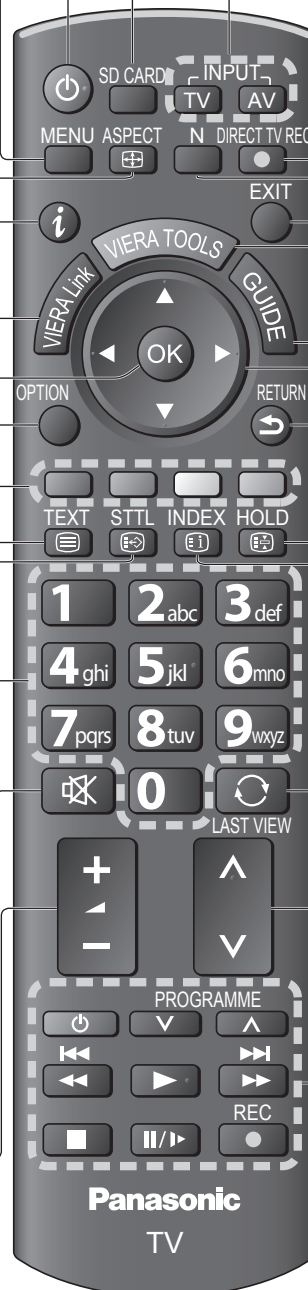 SD CARD INPUT
TV AV
MENU ASPECT N DIRECT TV REC
EXIT
i
VIERA TOOLS
VIERA Link GUIDE
OK
OPTION RETURN
TEXT STTL INDEX HOLD
1 2abc 3def
4ghi 5jkl 6mno
7pqrs 8tuv 9wxyz
0
LAST VIEW
+
−
PROGRAMME
REC
Panasonic
TV